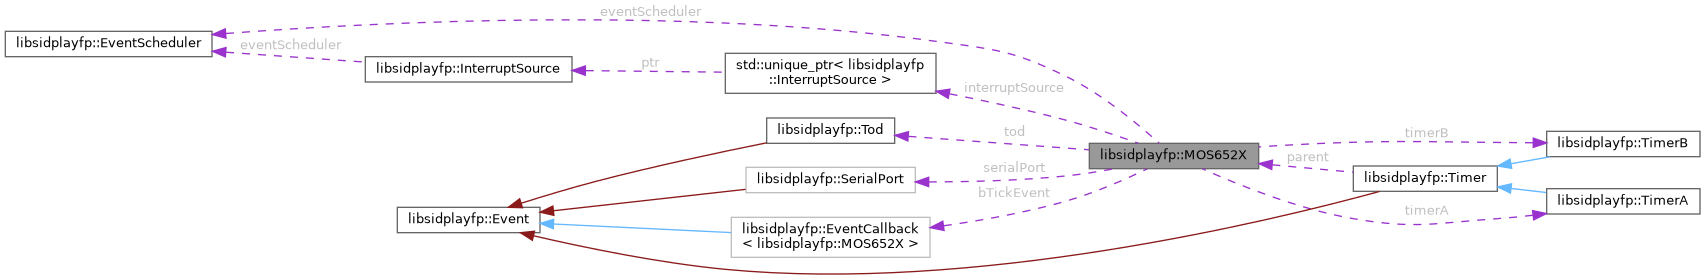 eventScheduler
libsidplayfp::EventScheduler
eventScheduler
libsidplayfp::InterruptSource
ptr
std::unique_ptr< libsidplayfp
::InterruptSource >
interruptSource
libsidplayfp::Tod
tod
libsidplayfp::MOS652X
timerB
libsidplayfp::TimerB
parent
serialPort
libsidplayfp::SerialPort
libsidplayfp::Timer
bTickEvent
libsidplayfp::TimerA
timerA
libsidplayfp::Event
libsidplayfp::EventCallback
< libsidplayfp::MOS652X >